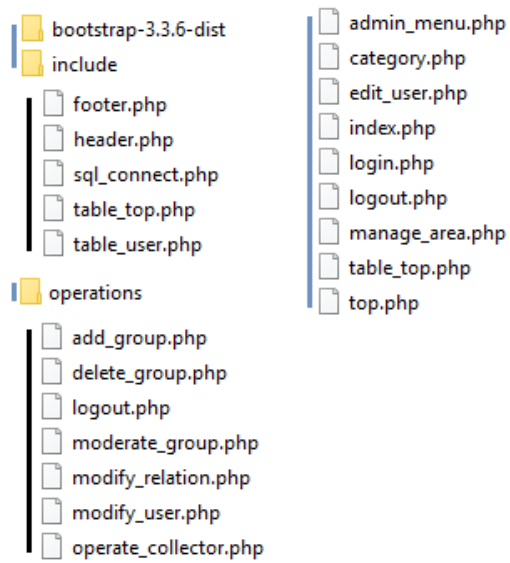 bootstrap-3.3.6-dist
include
footer.php
header.php
sql_connect.php
table_top.php
table_user.php
operations
add_group.php
delete_group.php
logout.php
moderate_group.php
modify_relation.php
modify_user.php
operate_collector.php
admin_menu.php
category.php
edit_user.php
index.php
login.php
logout.php
manage_area.php
table_top.php
top.php